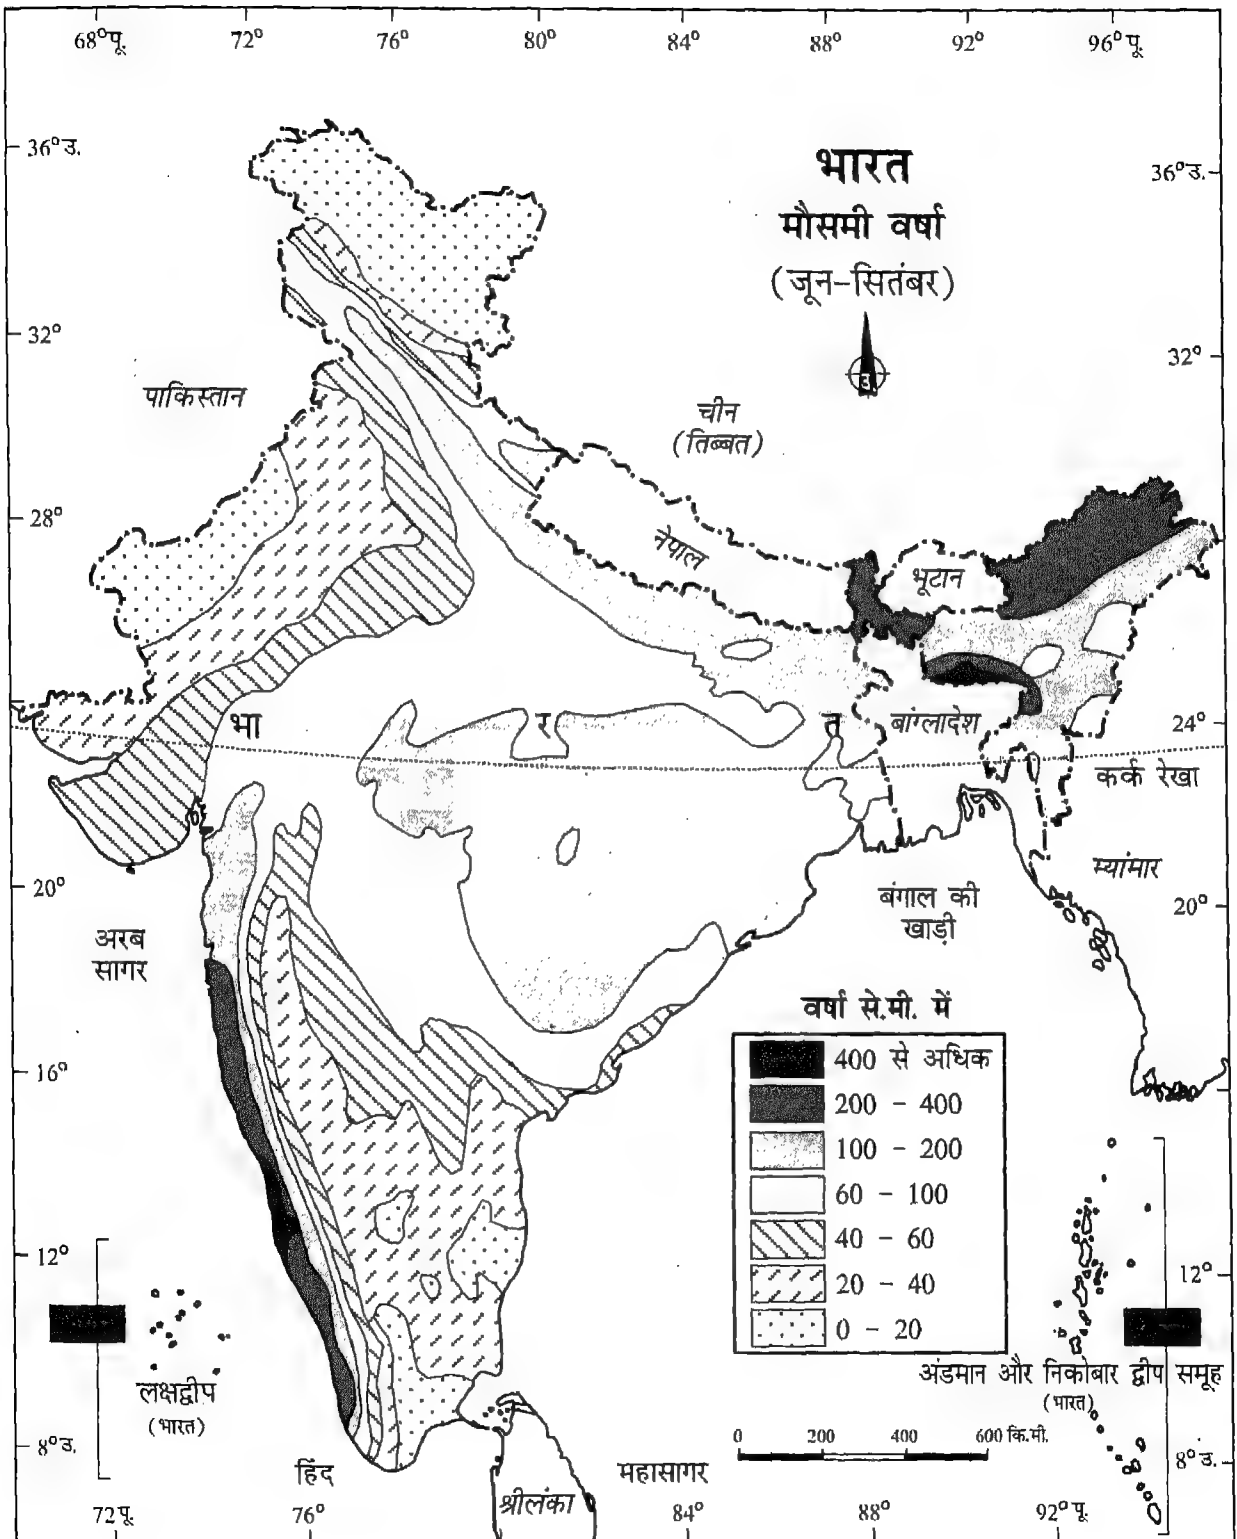 68°पू. 72° 76° 80° 84° 88° 92° 96°पू.
36°उ.
भारत
36°उ.
मौसमी वर्षा
(जून-सितंबर)
32°
32°
उ
पाकिस्तान
चीन
(तिब्बत)
28°
नेपाल
भूटान
भा
र
त
बांग्लादेश
24°
कर्क रेखा
म्यांमार
20°
बंगाल की
खाड़ी
20°
अरब
सागर
वर्षा से.मी. में
400 से अधिक
200 - 400
100 - 200
60 - 100
40 - 60
20 - 40
0 - 20
16°
12°
12°
लक्षद्वीप
(भारत)
अंडमान और निकोबार द्वीप समूह
(भारत)
0 200 400 600 कि.मी.
8°उ.
8°उ.
हिंद
महासागर
श्रीलंका
72पू. 76° 84° 88° 92°पू.